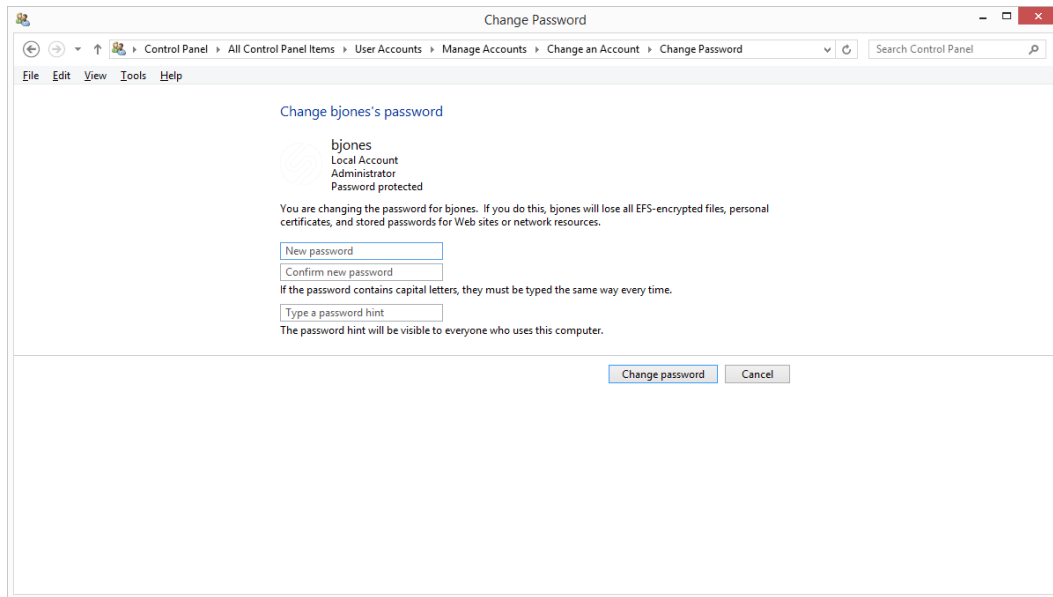 Change Password
Control Panel ▸ All Control Panel Items ▸ User Accounts ▸ Manage Accounts ▸ Change an Account ▸ Change Password
Search Control Panel
File Edit View Tools Help
Change bjones's password
bjones
Local Account
Administrator
Password protected
You are changing the password for bjones. If you do this, bjones will lose all EFS-encrypted files, personal
certificates, and stored passwords for Web sites or network resources.
New password
Confirm new password
If the password contains capital letters, they must be typed the same way every time.
Type a password hint
The password hint will be visible to everyone who uses this computer.
Change password Cancel